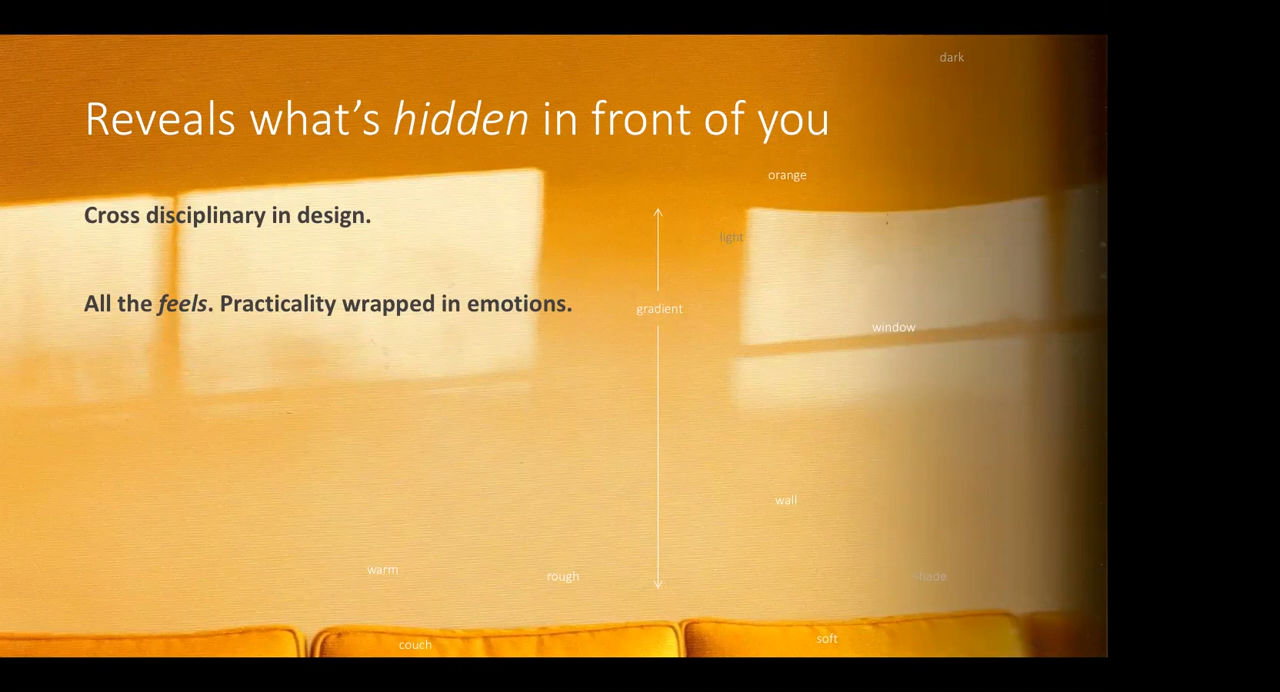 dark
Reveals what's hidden in front of you
orange
Cross disciplinary in design.
light
All the feels. Practicality wrapped in emotions.
gradient
window
wall
warm
rough
shade
couch
soft